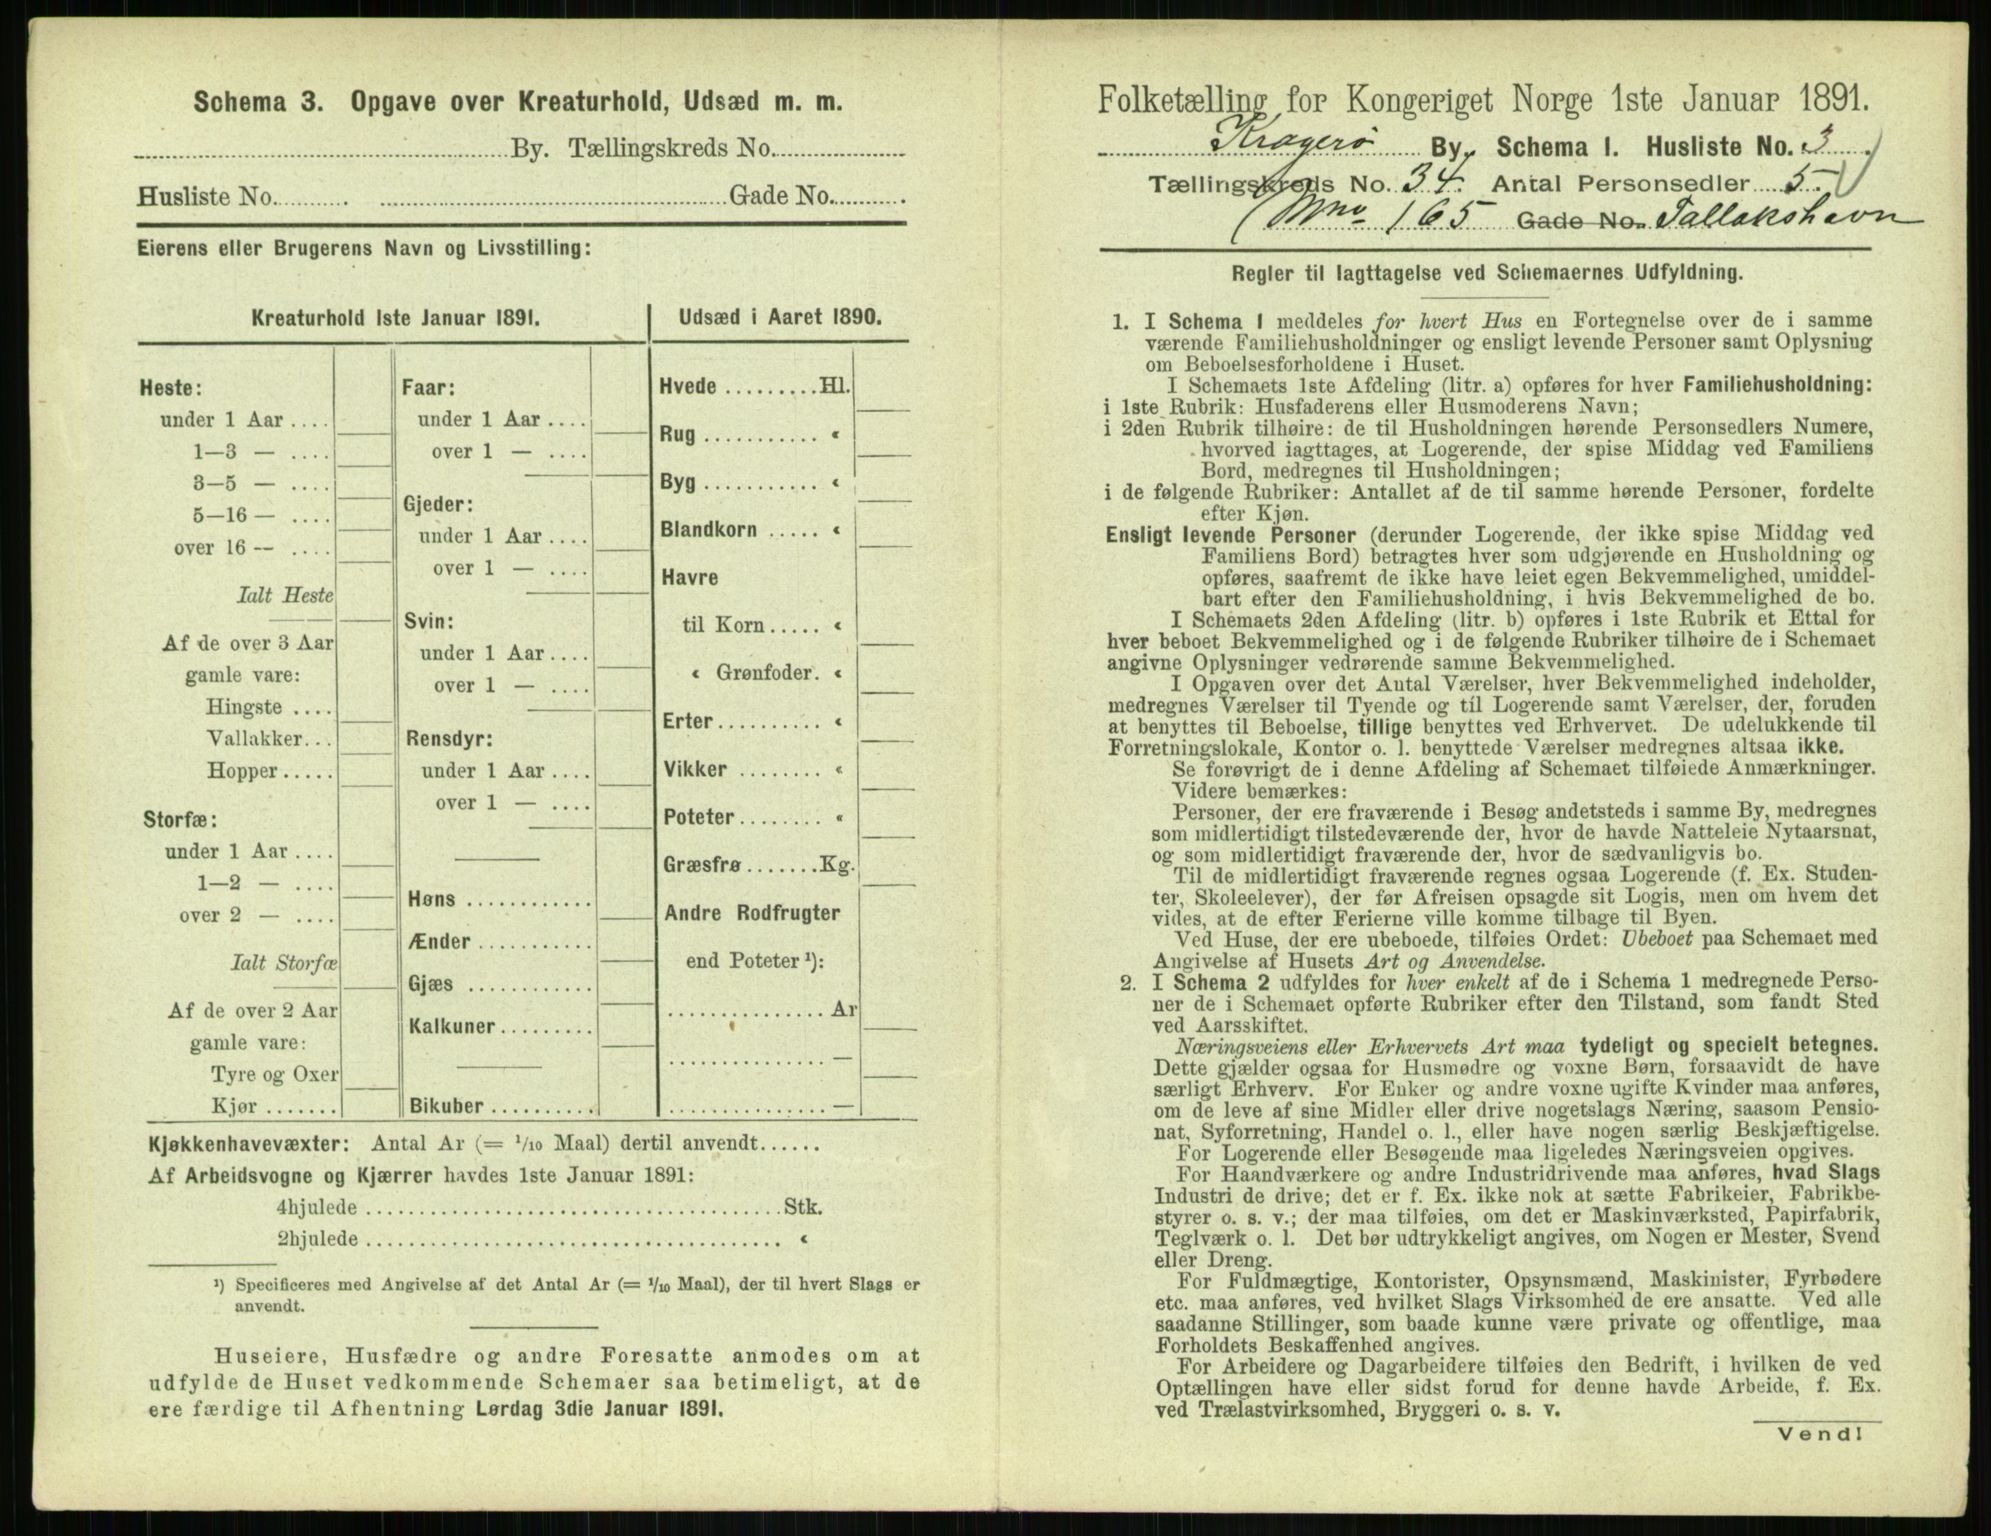 Schema 3. Opgave over Kreaturhold, Udsæd m. m.
By. Tællingskreds No.
Husliste No. Gade No.
Eierens eller Brugerens Navn og Livsstilling:
Kreaturhold 1ste Januar 1891.
Heste:
under 1 Aar ....
1—3 — ....
3—5 — ....
5—16 — ....
over 16 — ....
Ialt Heste
Af de over 3 Aar
gamle vare:
Hingste ....
Vallakker...
Hopper.....
Storfæ:
under 1 Aar ....
1—2 — ....
over 2 — ....
Ialt Storfæ
Af de over 2 Aar
gamle vare:
Tyre og Oxer
Kjør .......
Faar:
under 1 Aar ....
over 1 — ....
Gjeder:
under 1 Aar ....
over 1 — ....
Svin:
under 1 Aar ....
over 1 — ....
Rensdyr:
under 1 Aar ....
over 1 — ....
Høns ............
Ænder ...........
Gjæs ............
Kalkuner .........
Bikuber ..........
Udsæd i Aaret 1890.
Hvede .........Hl.
Rug ........... «
Byg ........... «
Blandkorn ..... «
Havre
til Korn ..... «
« Grønfoder. «
Erter.......... «
Vikker ........ «
Poteter........ «
Græsfrø.......Kg.
Andre Rodfrugter
end Poteter ¹):
............... Ar
............... —
............... —
Kjøkkenhavevæxter: Antal Ar (= 1/10 Maal) dertil anvendt......
Af Arbeidsvogne og Kjærrer havdes 1ste Januar 1891:
4hjulede ....................................... Stk.
2hjulede ....................................... «
¹) Specificeres med Angivelse af det Antal Ar (= 1/10 Maal), der til hvert Slags er
anvendt.
Huseiere, Husfædre og andre Foresatte anmodes om at
udfylde de Huset vedkommende Schemaer saa betimeligt, at de
ere færdige til Afhentning Lørdag 3die Januar 1891.
Folketælling for Kongeriget Norge 1ste Januar 1891.
Kragerø By. Schema 1. Husliste No. 3.
Tællingskreds No. 34. Antal Personsedler 5.
(Mno 165 Gade No. Tallakshavn
Regler til Iagttagelse ved Schemaernes Udfyldning.
1. I Schema 1 meddeles for hvert Hus en Fortegnelse over de i samme
værende Familiehusholdninger og ensligt levende Personer samt Oplysning
om Beboelsesforholdene i Huset.
I Schemaets 1ste Afdeling (litr. a) opføres for hver Familiehusholdning:
i 1ste Rubrik: Husfaderens eller Husmoderens Navn;
i 2den Rubrik tilhøire: de til Husholdningen hørende Personsedlers Numere,
hvorved iagttages, at Logerende, der spise Middag ved Familiens
Bord, medregnes til Husholdningen;
i de følgende Rubriker: Antallet af de til samme hørende Personer, fordelte
efter Kjøn.
Ensligt levende Personer (derunder Logerende, der ikke spise Middag ved
Familiens Bord) betragtes hver som udgjørende en Husholdning og
opføres, saafremt de ikke have leiet egen Bekvemmelighed, umiddel-
bart efter den Familiehusholdning, i hvis Bekvemmelighed de bo.
I Schemaets 2den Afdeling (litr. b) opføres i 1ste Rubrik et Ettal for
hver beboet Bekvemmelighed og i de følgende Rubriker tilhøire de i Schemaet
angivne Oplysninger vedrørende samme Bekvemmelighed.
I Opgaven over det Antal Værelser, hver Bekvemmelighed indeholder,
medregnes Værelser til Tyende og til Logerende samt Værelser, der, foruden
at benyttes til Beboelse, tillige benyttes ved Erhvervet. De udelukkende til
Forretningslokale, Kontor o. l. benyttede Værelser medregnes altsaa ikke.
Se forøvrigt de i denne Afdeling af Schemaet tilføiede Anmærkninger.
Videre bemærkes:
Personer, der ere fraværende i Besøg andetsteds i samme By, medregnes
som midlertidigt tilstedeværende der, hvor de havde Natteleie Nytaarsnat,
og som midlertidigt fraværende der, hvor de sædvanligvis bo.
Til de midlertidigt fraværende regnes ogsaa Logerende (f. Ex. Studen-
ter, Skoleelever), der før Afreisen opsagde sit Logis, men om hvem det
vides, at de efter Ferierne ville komme tilbage til Byen.
Ved Huse, der ere ubeboede, tilføies Ordet: Ubeboet paa Schemaet med
Angivelse af Husets Art og Anvendelse.
2. I Schema 2 udfyldes for hver enkelt af de i Schema 1 medregnede Perso-
ner de i Schemaet opførte Rubriker efter den Tilstand, som fandt Sted
ved Aarsskiftet.
Næringsveiens eller Erhvervets Art maa tydeligt og specielt betegnes.
Dette gjælder ogsaa for Husmødre og voxne Børn, forsaavidt de have
særligt Erhverv. For Enker og andre voxne ugifte Kvinder maa anføres,
om de leve af sine Midler eller drive nogetslags Næring, saasom Pensio-
nat, Syforretning, Handel o. l., eller have nogen særlig Beskjæftigelse.
For Logerende eller Besøgende maa ligeledes Næringsveien opgives.
For Haandværkere og andre Industridrivende maa anføres, hvad Slags
Industri de drive; det er f. Ex. ikke nok at sætte Fabrikeier, Fabrikbe-
styrer o. s. v.; der maa tilføies, om det er Maskinværksted, Papirfabrik,
Teglværk o. l. Det bør udtrykkeligt angives, om Nogen er Mester, Svend
eller Dreng.
For Fuldmægtige, Kontorister, Opsynsmænd, Maskinister, Fyrbødere
etc. maa anføres, ved hvilket Slags Virksomhed de ere ansatte. Ved alle
saadanne Stillinger, som baade kunne være private og offentlige, maa
Forholdets Beskaffenhed angives.
For Arbeidere og Dagarbeidere tilføies den Bedrift, i hvilken de ved
Optællingen have eller sidst forud for denne havde Arbeide, f. Ex.
ved Trælastvirksomhed, Bryggeri o. s. v.
Vend!